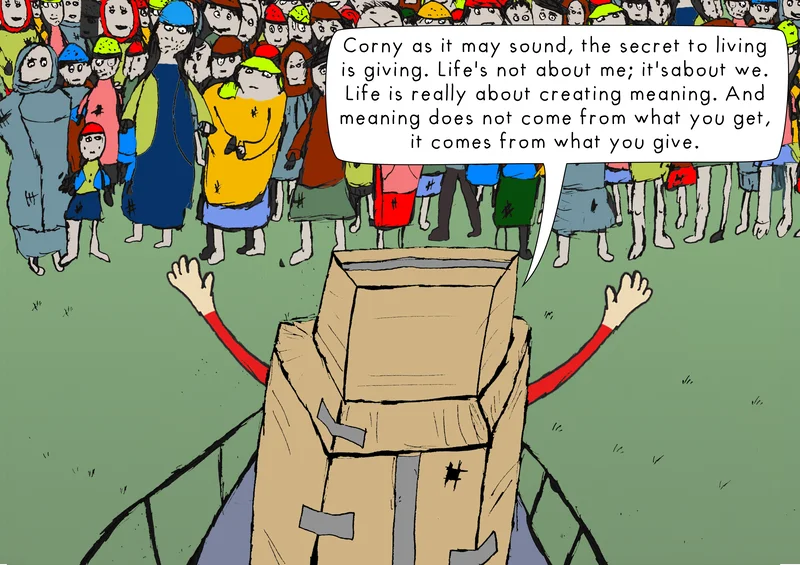 Corny as it may sound, the secret to living
is giving. Life's not about me; it'sabout we.
Life is really about creating meaning. And
meaning does not come from what you get,
it comes from what you give.